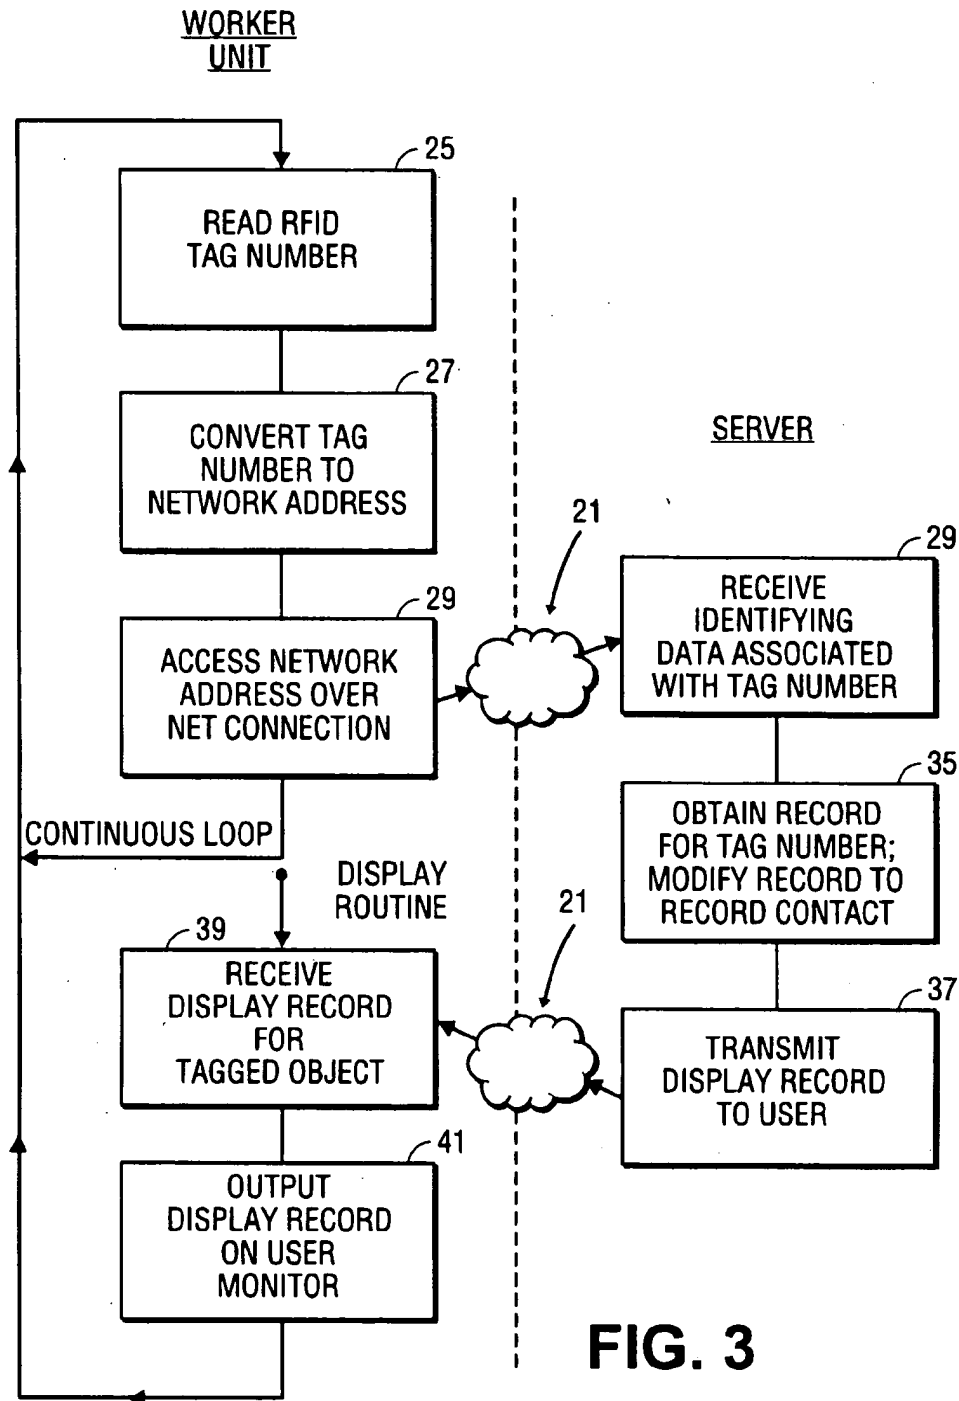 WORKER
UNIT
25
READ RFID
TAG NUMBER
27
CONVERT TAG
NUMBER TO
NETWORK ADDRESS
29
ACCESS NETWORK
ADDRESS OVER
NET CONNECTION
CONTINUOUS LOOP
DISPLAY
ROUTINE
39
RECEIVE
DISPLAY RECORD
FOR
TAGGED OBJECT
41
OUTPUT
DISPLAY RECORD
ON USER
MONITOR
21
21
SERVER
29
RECEIVE
IDENTIFYING
DATA ASSOCIATED
WITH TAG NUMBER
35
OBTAIN RECORD
FOR TAG NUMBER;
MODIFY RECORD TO
RECORD CONTACT
37
TRANSMIT
DISPLAY RECORD
TO USER
FIG. 3